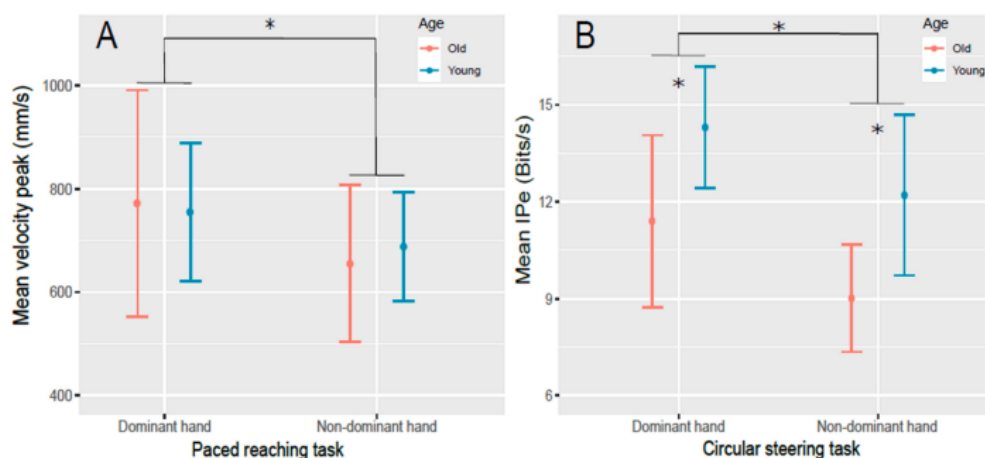 A
*
Age
Old
Young
Mean velocity peak (mm/s)
1000
800
600
400
Dominant hand
Non-dominant hand
Paced reaching task
B
*
Age
Old
Young
*
*
Mean IPe (Bits/s)
15
12
9
6
Dominant hand
Non-dominant hand
Circular steering task